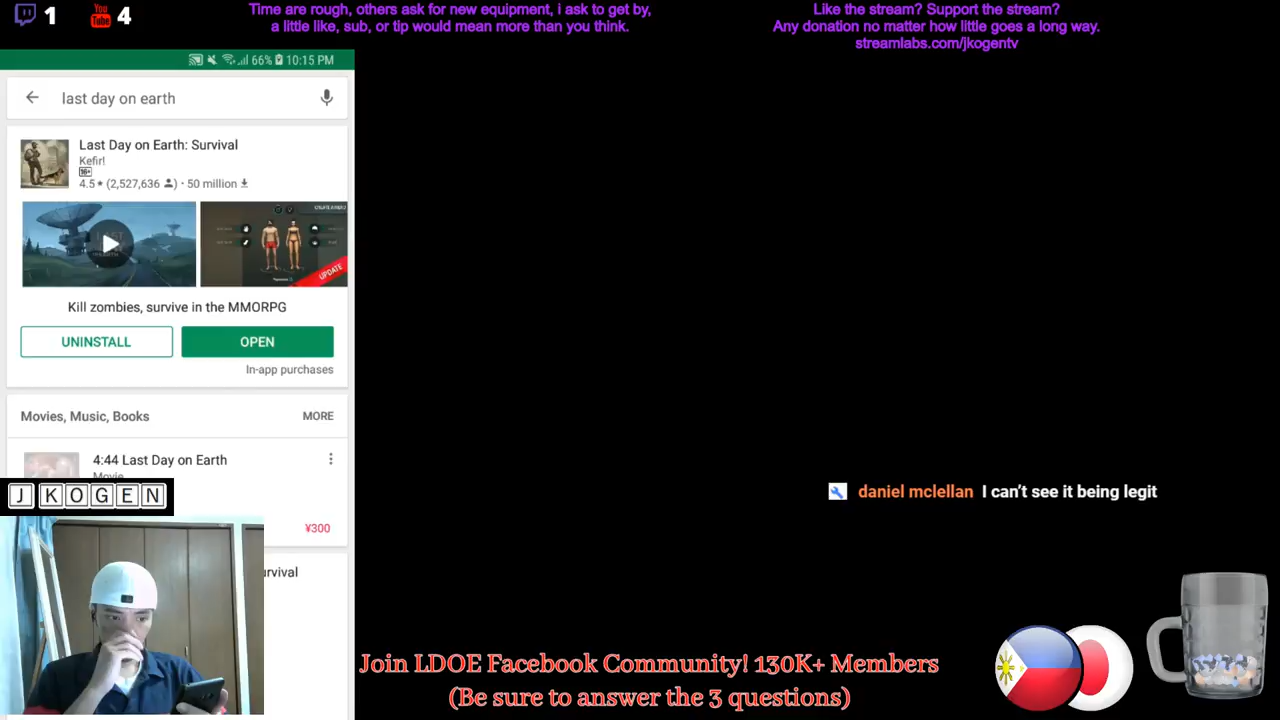 1
You
Tube
4
Time are rough, others ask for new equipment, i ask to get by,
a little like, sub, or tip would mean more than you think.
Like the stream? Support the stream?
Any donation no matter how little goes a long way.
streamlabs.com/jkogentv
66% 10:15 PM
last day on earth
Last Day on Earth: Survival
Kefir!
16+
4.5 ★ (2,527,636) · 50 million
UPDATE
Kill zombies, survive in the MMORPG
UNINSTALL
OPEN
In-app purchases
Movies, Music, Books
MORE
4:44 Last Day on Earth
Movie
J KOGEN
¥300
daniel mclellan I can't see it being legit
Join LDOE Facebook Community! 130K+ Members
(Be sure to answer the 3 questions)